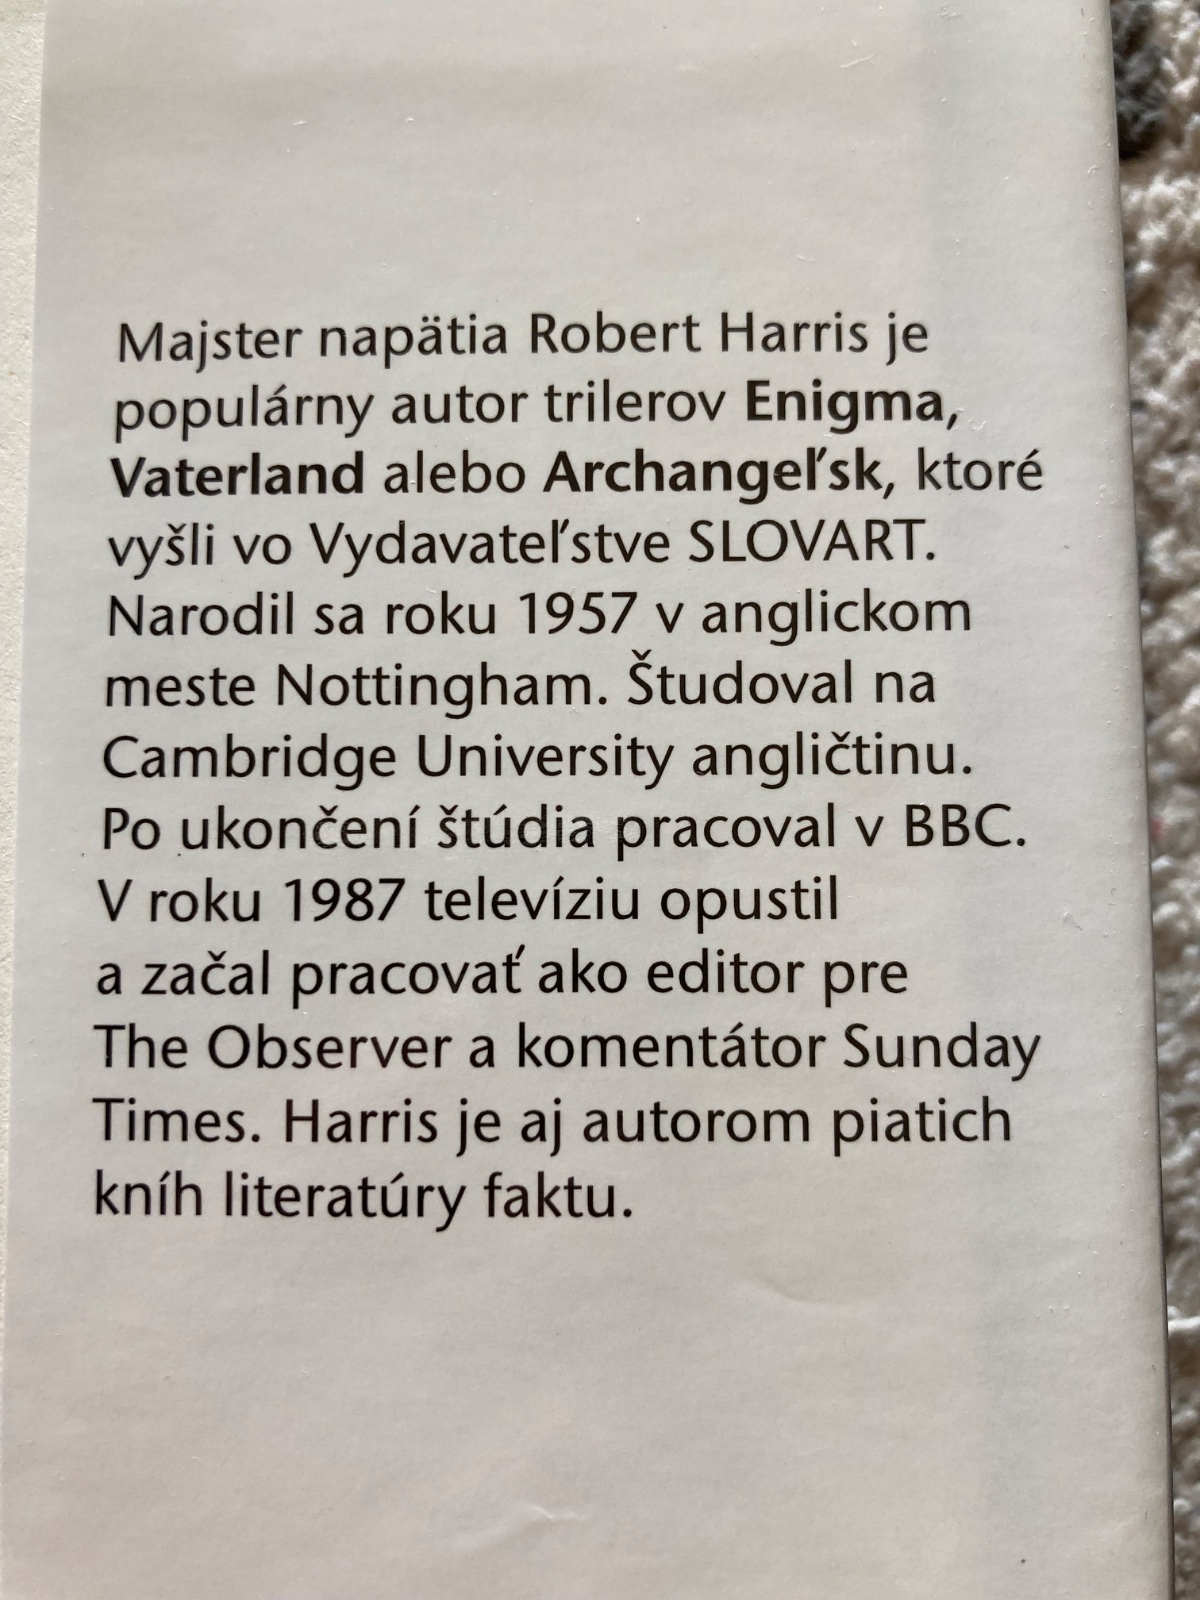 Majster napätia Robert Harris je
populárny autor trilerov Enigma,
Vaterland alebo Archangeľsk, ktoré
vyšli vo Vydavateľstve SLOVART.
Narodil sa roku 1957 v anglickom
meste Nottingham. Študoval na
Cambridge University angličtinu.
Po ukončení štúdia pracoval v BBC.
V roku 1987 televíziu opustil
a začal pracovať ako editor pre
The Observer a komentátor Sunday
Times. Harris je aj autorom piatich
kníh literatúry faktu.